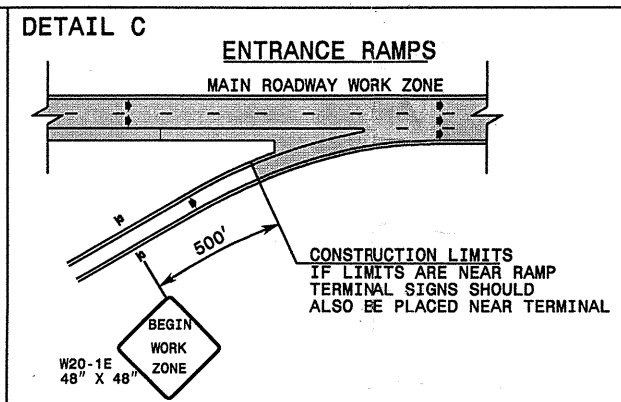 DETAIL C
ENTRANCE RAMPS
MAIN ROADWAY WORK ZONE
500'
CONSTRUCTION LIMITS
IF LIMITS ARE NEAR RAMP
TERMINAL SIGNS SHOULD
ALSO BE PLACED NEAR TERMINAL
BEGIN
WORK
ZONE
W20-1E
48" X 48"